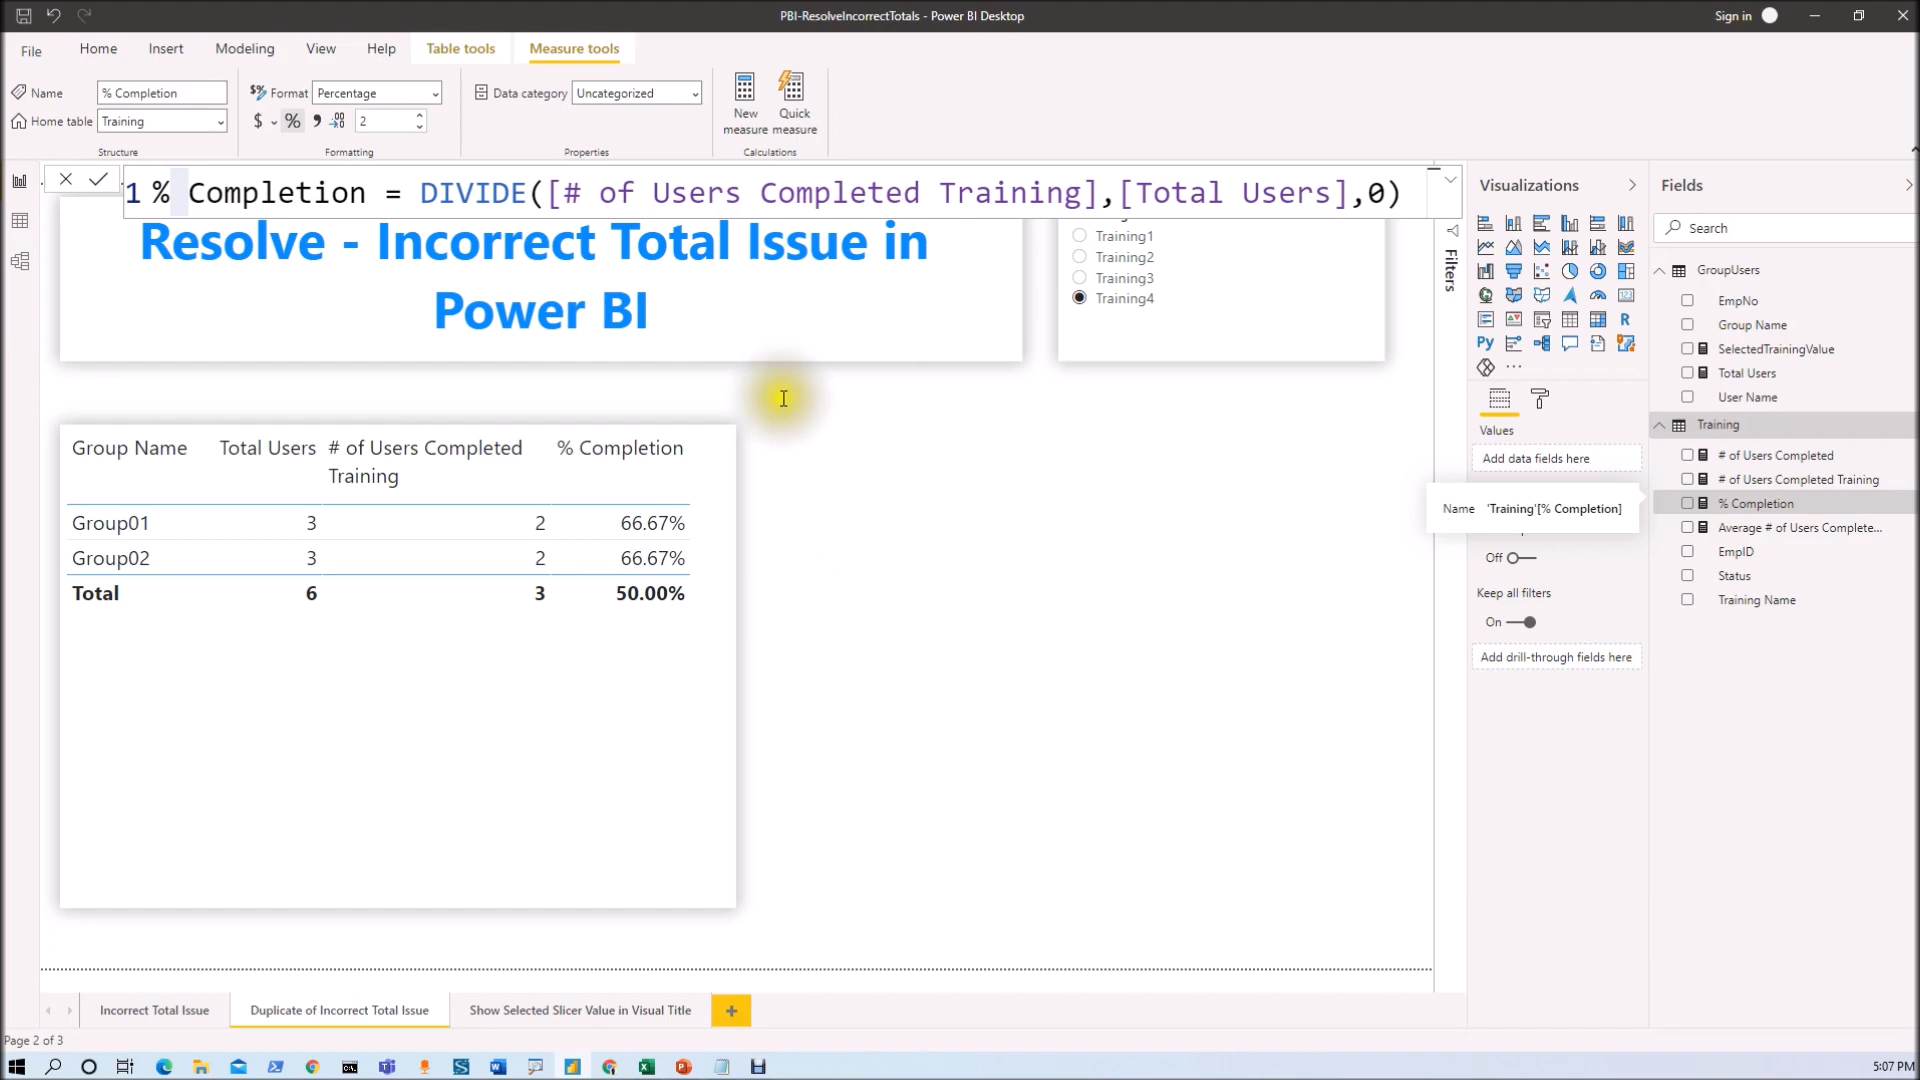 PBI-ResolveIncorrectTotals - Power BI Desktop
Sign in
File Home Insert Modeling View Help Table tools Measure tools
Name % Completion
Home table Training
Structure
$% Format Percentage
$ % 9 .00 2
Formatting
Data category Uncategorized
Properties
New measure
Quick measure
Calculations
1 % Completion = DIVIDE([# of Users Completed Training],[Total Users],0)
Resolve - Incorrect Total Issue in
Power BI
Training1
Training2
Training3
Training4
Filters
Group Name Total Users # of Users Completed Training % Completion
Group01 3 2 66.67%
Group02 3 2 66.67%
Total 6 3 50.00%
Visualizations
R
Py
Values
Add data fields here
Name 'Training'[% Completion]
Off
Keep all filters
On
Add drill-through fields here
Fields
Search
GroupUsers
EmpNo
Group Name
SelectedTrainingValue
Total Users
User Name
Training
# of Users Completed
# of Users Completed Training
% Completion
Average # of Users Complete...
EmpID
Status
Training Name
Incorrect Total Issue
Duplicate of Incorrect Total Issue
Show Selected Slicer Value in Visual Title
Page 2 of 3
5:07 PM